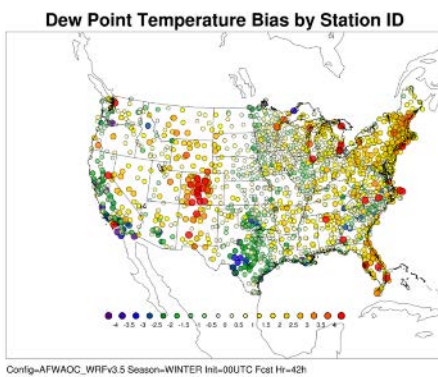 Dew Point Temperature Bias by Station ID
-4 -3.5 -3 -2.5 -2 -1.5 -1 -0.5 0 0.5 1 1.5 2 2.5 3 3.5 4
Config=AFWAOC_WRFv3.5 Season=WINTER Init=00UTC Fcst Hr=42h